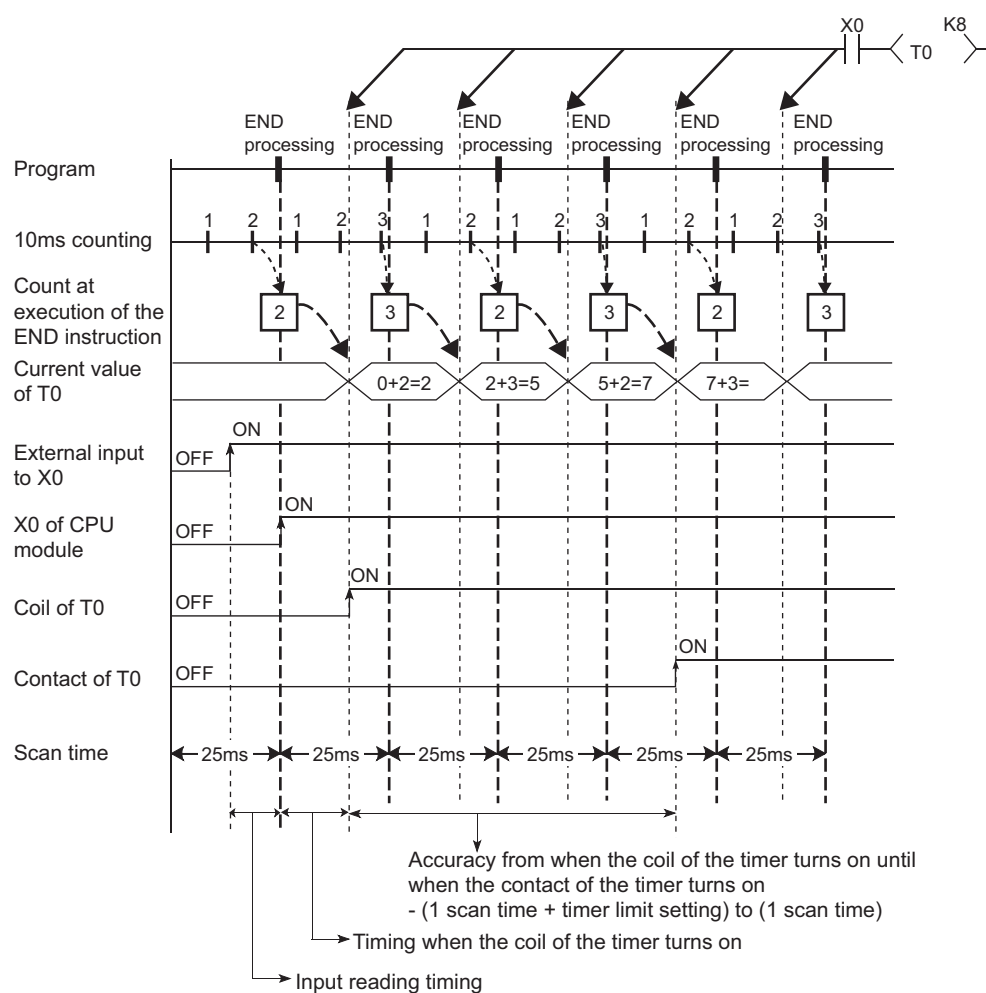 X0 K8
T0
END processing
END processing
END processing
END processing
END processing
END processing
Program
1 2 1 2 3 1 2 1 2 3 1 2 1 2 3
10ms counting
Count at
execution of the
END instruction
2 3 2 3 2 3
Current value
of T0
0+2=2 2+3=5 5+2=7 7+3=
ON
External input
to X0
OFF
ON
X0 of CPU
module
OFF
ON
Coil of T0
OFF
ON
Contact of T0
OFF
Scan time
25ms 25ms 25ms 25ms 25ms 25ms
Accuracy from when the coil of the timer turns on until
when the contact of the timer turns on
- (1 scan time + timer limit setting) to (1 scan time)
Timing when the coil of the timer turns on
Input reading timing